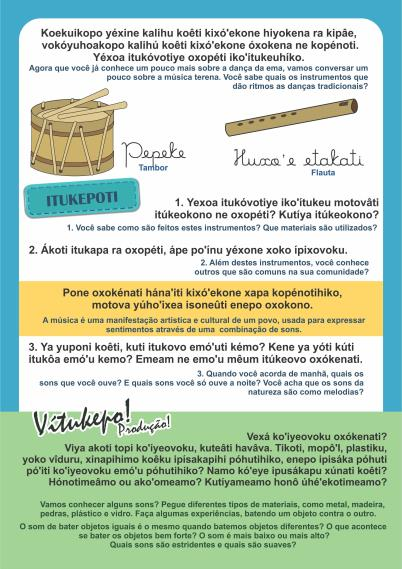 Koekuikopo yéxine kalihu koêti kixó'ekone hiyokena ra kipâe,
vokóyuhoakopo kalihú koêti kixó'ekone óxokena ne kopénoti.
Yéxoa itukóvotiye oxopéti iko'itukeuhíko.
Agora que você já conhece um pouco mais sobre a dança da ema, vamos conversar um
pouco sobre a música terena. Você sabe quais os instrumentos que
dão ritmos as danças tradicionais?
Pepeke
Tambor
Huxo'e etakati
Flauta
ITUKEPOTI
1. Yexoa itukóvotiye iko'itukeu motovâti
itúkeokono ne oxopéti? Kutiya itúkeokono?
1. Você sabe como são feitos estes instrumentos? Que materiais são utilizados?
2. Ákoti itukapa ra oxopéti, ápe po'ínu yéxone xoko ípixovoku.
2. Além destes instrumentos, você conhece
outros que são comuns na sua comunidade?
Pone oxokénati hána'iti kixó'ekone xapa kopénotihiko,
motova yúho'ixea isoneûti enepo oxokono.
A música é uma manifestação artística e cultural de um povo, usada para expressar
sentimentos através de uma combinação de sons.
3. Ya yuponi koêti, kuti itukovo emó'uti kémo? Kene ya yóti kúti
itukôa emó'u kemo? Emeam ne emo'u mêum itúkeovo oxókenati.
3. Quando você acorda de manhã, quais os
sons que você ouve? E quais sons você só ouve a noite? Você acha que os sons da
natureza são como melodias?
Vitukepo!
Produção!
Vexá ko'iyeovoku oxókenati?
Viya akoti topi ko'iyevoku, kuteâti havâva. Tikoti, mopô'I, plastiku,
yoko víduru, xinapihimo koêku ipisakapihi póhutihiko, enepo ipisáka póhuti
pó'iti ko'iyeovoku emó'u póhutihiko? Namo kó'eye ipusákapu xúnati koêti?
Hónotimeâmo ou ako'omeamo? Kutiyameamo honô úhé'ekotimeamo?
Vamos conhecer alguns sons? Pegue diferentes tipos de materiais, como metal, madeira,
pedras, plástico e vidro. Faça algumas experiências, batendo um objeto contra o outro.
O som de bater objetos iguais é o mesmo quando batemos objetos diferentes? O que acontece
se bater os objetos bem forte? O som é mais baixo ou mais alto?
Quais sons são estridentes e quais são suaves?